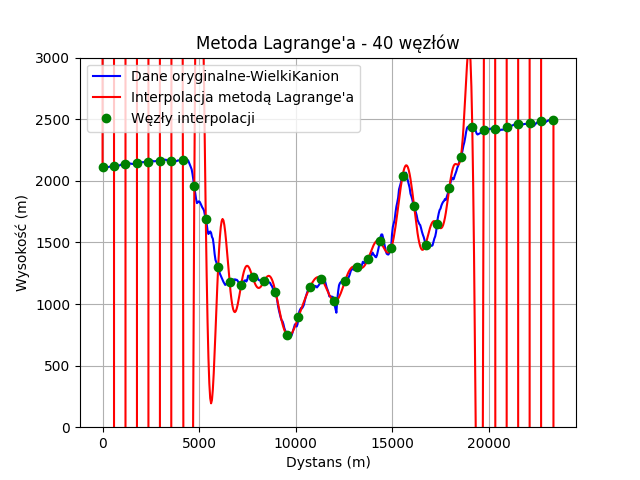 Metoda Lagrange'a - 40 węzłów
3000
2500
2000
1500
1000
500
0
Wysokość (m)
Dane oryginalne-WielkiKanion
Interpolacja metodą Lagrange'a
Węzły interpolacji
0
5000
10000
15000
20000
Dystans (m)